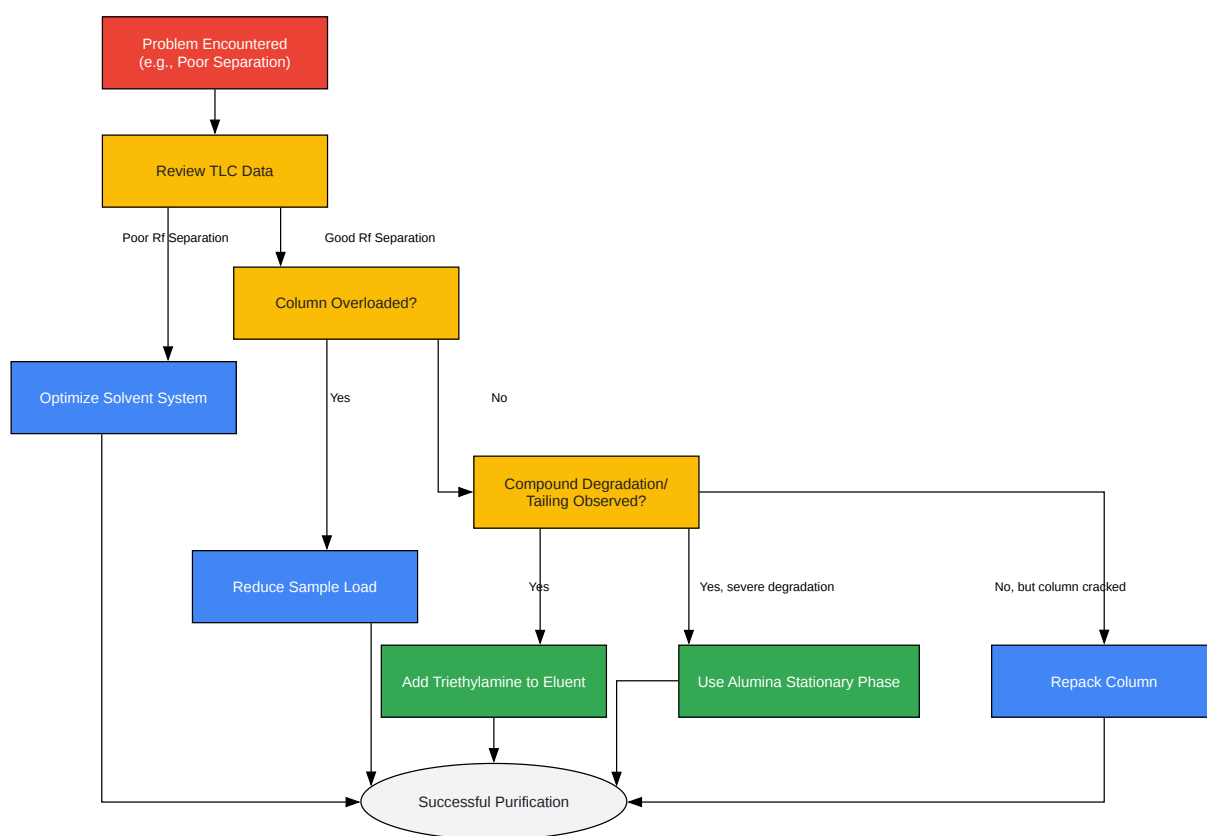 Problem Encountered
(e.g., Poor Separation)
Review TLC Data
Poor Rf Separation
Good Rf Separation
Column Overloaded?
Optimize Solvent System
Yes
No
Compound Degradation/
Tailing Observed?
Reduce Sample Load
Yes
Yes, severe degradation
No, but column cracked
Add Triethylamine to Eluent
Use Alumina Stationary Phase
Repack Column
Successful Purification